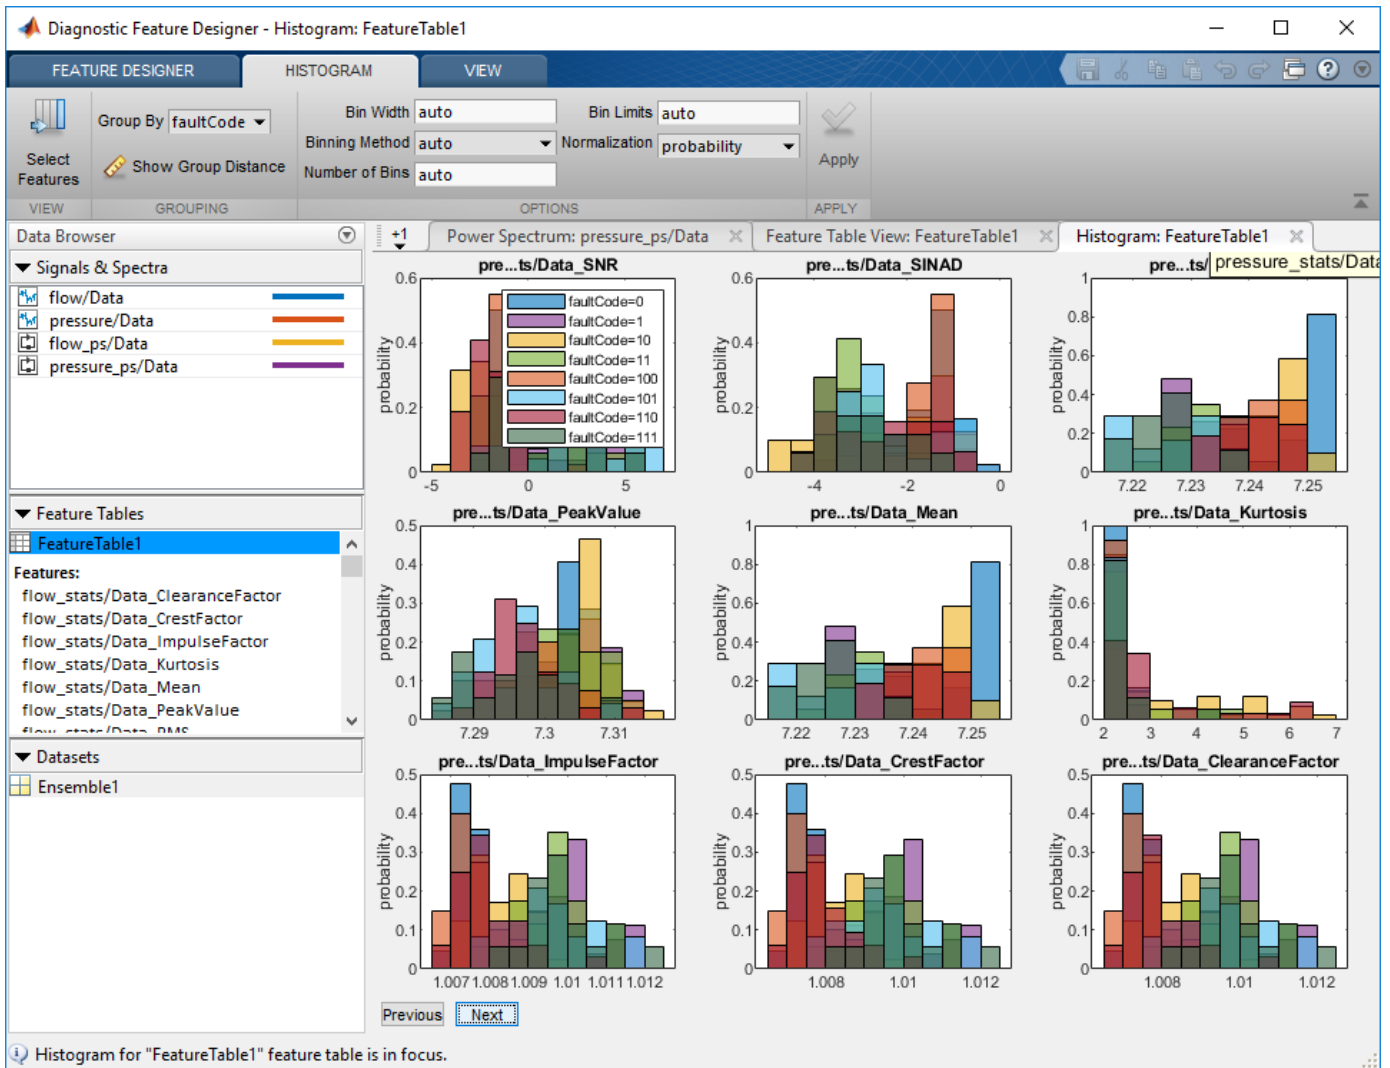 Diagnostic Feature Designer - Histogram: FeatureTable1
FEATURE DESIGNER
HISTOGRAM
VIEW
Select
Features
Group By faultCode
Show Group Distance
Bin Width auto
Binning Method auto
Number of Bins auto
Bin Limits auto
Normalization probability
Apply
VIEW
GROUPING
OPTIONS
APPLY
Data Browser
Signals & Spectra
flow/Data
pressure/Data
flow_ps/Data
pressure_ps/Data
Feature Tables
FeatureTable1
Features:
flow_stats/Data_ClearanceFactor
flow_stats/Data_CrestFactor
flow_stats/Data_ImpulseFactor
flow_stats/Data_Kurtosis
flow_stats/Data_Mean
flow_stats/Data_PeakValue
flow_stats/Data_RMS
Datasets
Ensemble1
+1
Power Spectrum: pressure_ps/Data
Feature Table View: FeatureTable1
Histogram: FeatureTable1
pressure_stats/Data
pre...ts/Data_SNR
probability
0.6
0.4
0.2
0
-5 0 5
faultCode=0
faultCode=1
faultCode=10
faultCode=11
faultCode=100
faultCode=101
faultCode=110
faultCode=111
pre...ts/Data_SINAD
probability
0.6
0.4
0.2
0
-4 -2 0
pre...ts/
probability
1
0.8
0.6
0.4
0.2
0
7.22 7.23 7.24 7.25
pre...ts/Data_PeakValue
probability
0.5
0.4
0.3
0.2
0.1
0
7.29 7.3 7.31
pre...ts/Data_Mean
probability
1
0.8
0.6
0.4
0.2
0
7.22 7.23 7.24 7.25
pre...ts/Data_Kurtosis
probability
1
0.8
0.6
0.4
0.2
0
2 3 4 5 6 7
pre...ts/Data_ImpulseFactor
probability
0.5
0.4
0.3
0.2
0.1
0
1.007 1.008 1.009 1.01 1.011 1.012
pre...ts/Data_CrestFactor
probability
0.5
0.4
0.3
0.2
0.1
0
1.008 1.01 1.012
pre...ts/Data_ClearanceFactor
probability
0.5
0.4
0.3
0.2
0.1
0
1.008 1.01 1.012
Previous
Next
Histogram for "FeatureTable1" feature table is in focus.